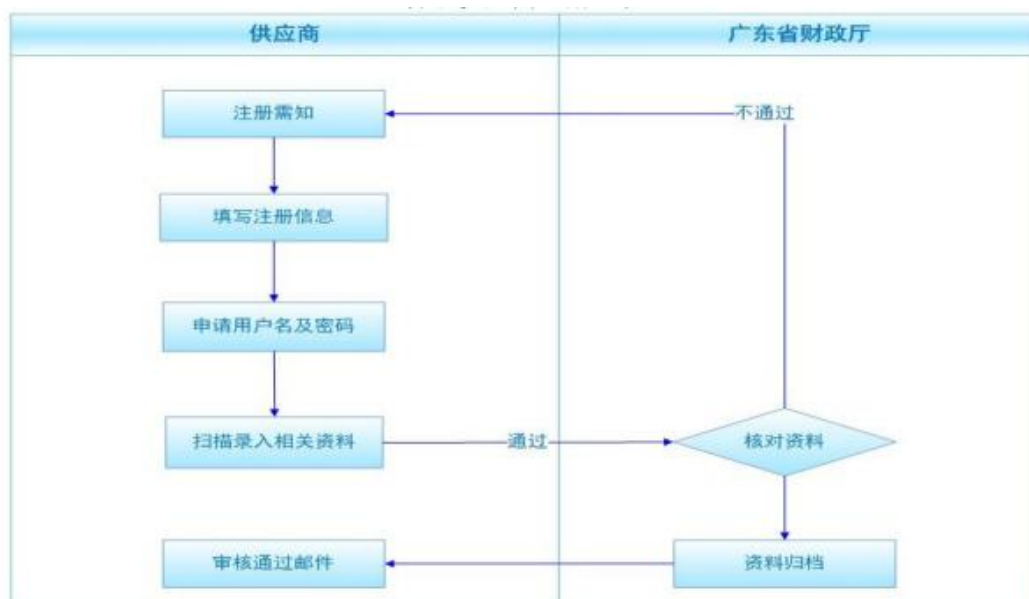 供应商
广东省财政厅
注册需知
不通过
填写注册信息
申请用户名及密码
扫描录入相关资料
通过
核对资料
审核通过邮件
资料归档